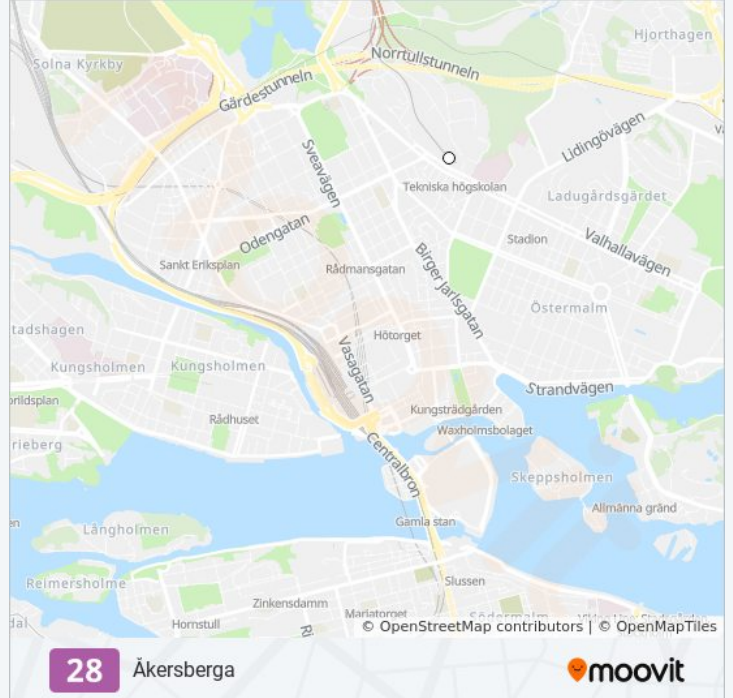 Hjorthagen
Norrtullstunneln
Solna Kyrkby
Gärdestunneln
Lidingövägen
Sveavägen
Tekniska högskolan
Ladugårdsgärdet
Odengatan
Stadion
Valhallavägen
Sankt Eriksplan
Rådmansgatan
Birger Jarlsgatan
Östermalm
tadshagen
Hötorget
Vasagatan
Kungsholmen
Kungsholmen
Strandvägen
Rådhuset
Kungsträdgården
Waxholmsbolaget
rieberg
Centralbron
Skeppsholmen
Allmänna gränd
Gamla stan
Långholmen
Reimersholme
Slussen
Zinkensdamm
Mariatorget
Södermalm
Hornstull
© OpenStreetMap contributors | © OpenMapTiles
28 Åkersberga
moovit